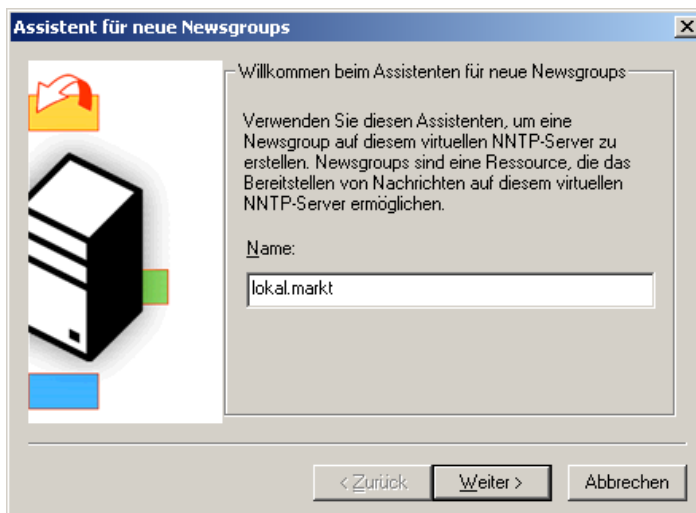 Assistent für neue Newsgroups
Willkommen beim Assistenten für neue Newsgroups
Verwenden Sie diesen Assistenten, um eine
Newsgroup auf diesem virtuellen NNTP-Server zu
erstellen. Newsgroups sind eine Ressource, die das
Bereitstellen von Nachrichten auf diesem virtuellen
NNTP-Server ermöglichen.
Name:
lokal.markt
< Zurück Weiter > Abbrechen